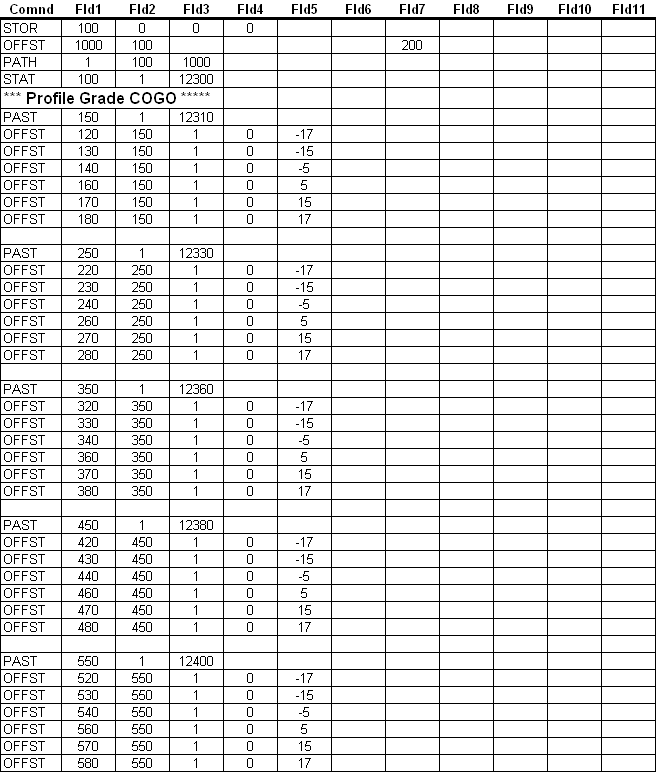 Comnd Fld1 Fld2 Fld3 Fld4 Fld5 Fld6 Fld7 Fld8 Fld9 Fld10 Fld11
STOR 100 0 0 0
OFFST 1000 100 200
PATH 1 100 1000
STAT 100 1 12300
*** Profile Grade COGO *****
PAST 150 1 12310
OFFST 120 150 1 0 -17
OFFST 130 150 1 0 -15
OFFST 140 150 1 0 -5
OFFST 160 150 1 0 5
OFFST 170 150 1 0 15
OFFST 180 150 1 0 17
PAST 250 1 12330
OFFST 220 250 1 0 -17
OFFST 230 250 1 0 -15
OFFST 240 250 1 0 -5
OFFST 260 250 1 0 5
OFFST 270 250 1 0 15
OFFST 280 250 1 0 17
PAST 350 1 12360
OFFST 320 350 1 0 -17
OFFST 330 350 1 0 -15
OFFST 340 350 1 0 -5
OFFST 360 350 1 0 5
OFFST 370 350 1 0 15
OFFST 380 350 1 0 17
PAST 450 1 12380
OFFST 420 450 1 0 -17
OFFST 430 450 1 0 -15
OFFST 440 450 1 0 -5
OFFST 460 450 1 0 5
OFFST 470 450 1 0 15
OFFST 480 450 1 0 17
PAST 550 1 12400
OFFST 520 550 1 0 -17
OFFST 530 550 1 0 -15
OFFST 540 550 1 0 -5
OFFST 560 550 1 0 5
OFFST 570 550 1 0 15
OFFST 580 550 1 0 17